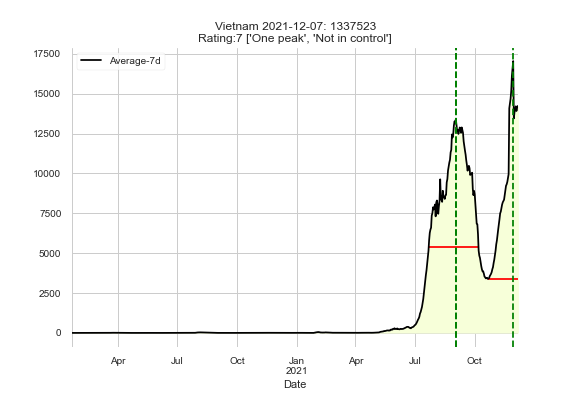 Vietnam 2021-12-07: 1337523
Rating:7 ['One peak', 'Not in control']
17500
15000
12500
10000
7500
5000
2500
0
Average-7d
Apr
Jul
Oct
Jan
2021
Apr
Jul
Oct
Date